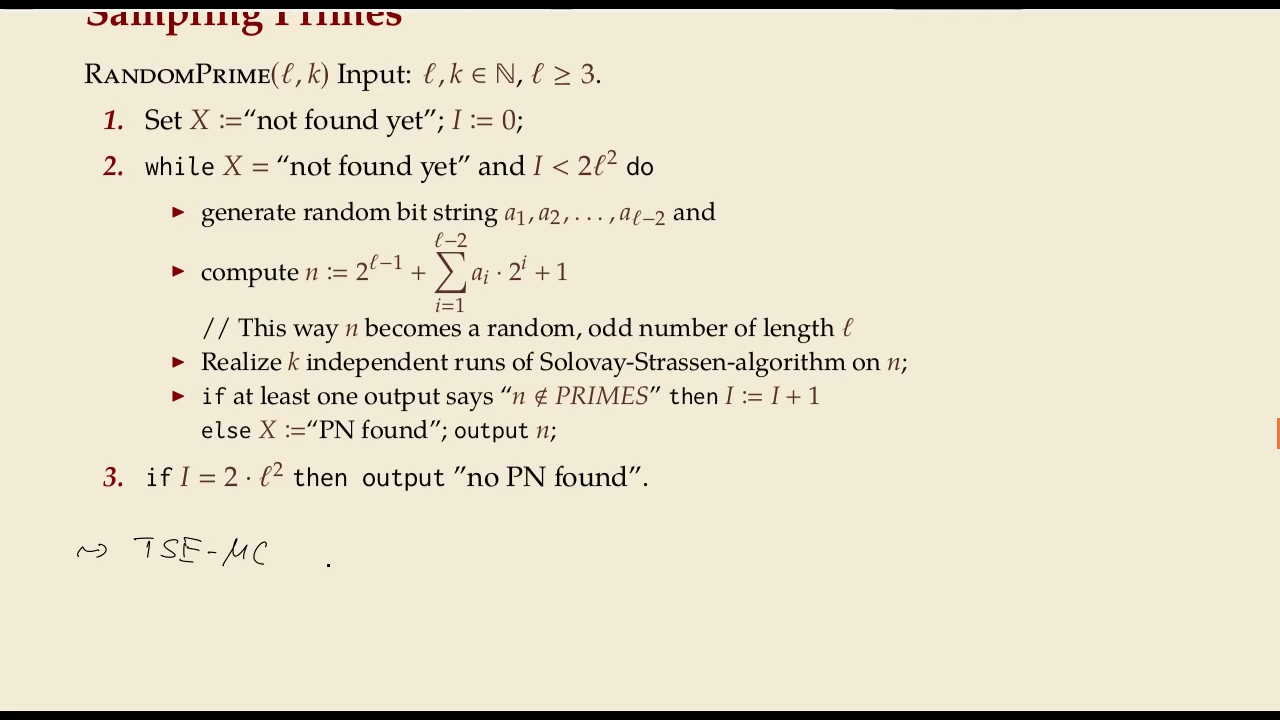 Sampling Primes
RANDOMPRIME(ℓ, k) Input: ℓ, k ∈ ℕ, ℓ ≥ 3.
1. Set X :=“not found yet”; I := 0;
2. while X = “not found yet” and I < 2ℓ² do
► generate random bit string a₁, a₂, . . . , aℓ₋₂ and
► compute n := 2^{ℓ−1} + ∑_{i=1}^{ℓ−2} aᵢ · 2^i + 1
// This way n becomes a random, odd number of length ℓ
► Realize k independent runs of Solovay-Strassen-algorithm on n;
► if at least one output says “n ∉ PRIMES” then I := I + 1
else X :=“PN found”; output n;
3. if I = 2 · ℓ² then output ”no PN found”.
⇝ TSE-MC .